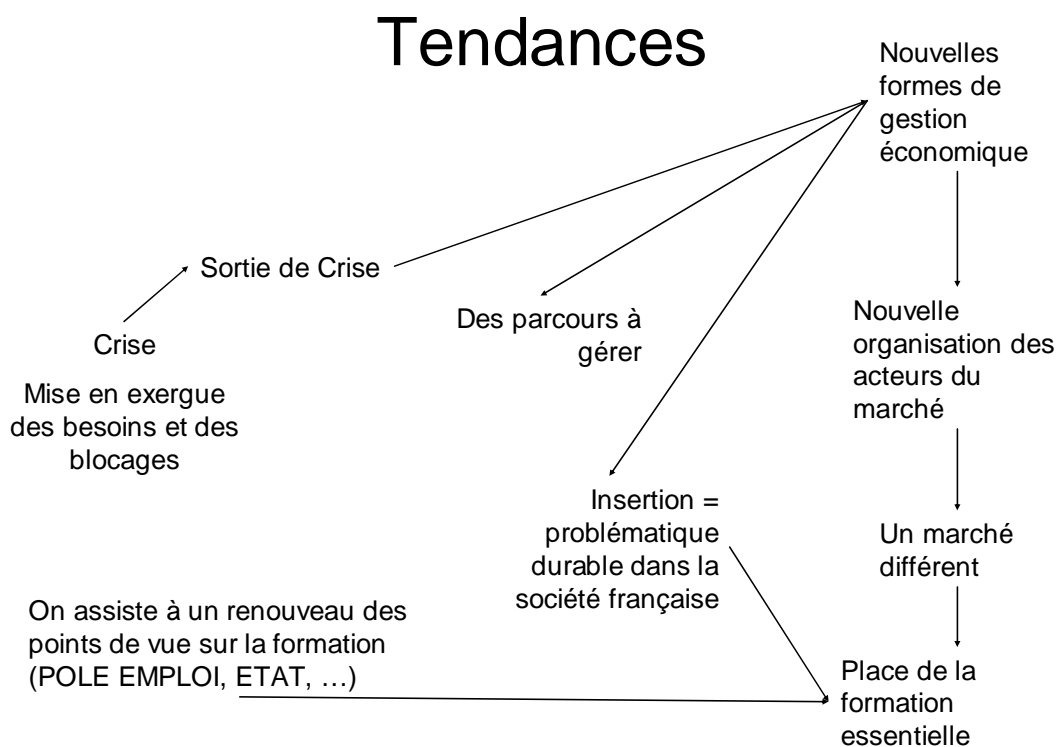 Tendances
Nouvelles
formes de
gestion
économique
Sortie de Crise
Crise
Mise en exergue
des besoins et des
blocages
Des parcours à
gérer
Nouvelle
organisation des
acteurs du
marché
Insertion =
problématique
durable dans la
société française
Un marché
différent
On assiste à un renouveau des
points de vue sur la formation
(POLE EMPLOI, ETAT, …)
Place de la
formation
essentielle